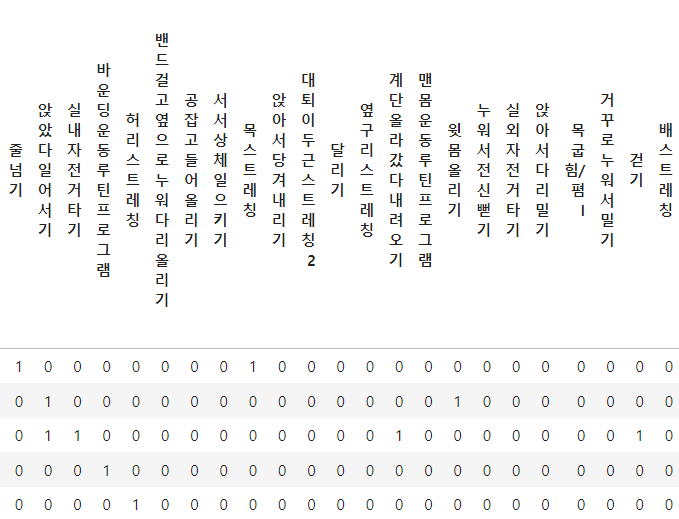 줄넘기
앉았다일어서기
실내자전거타기
바운딩운동루틴프로그램
허리스트레칭
밴드걸고옆으로누워다리올리기
공잡고들어올리기
서서상체일으키기
목스트레칭
앉아서당겨내리기
대퇴이두근스트레칭2
달리기
옆구리스트레칭
계단올라갔다내려오기
맨몸운동루틴프로그램
윗몸올리기
누워서전신뻗기
실외자전거타기
앉아서다리밀기
목굽힘/폄 I
거꾸로누워서밀기
걷기
배스트레칭
1 0 0 0 0 0 0 0 1 0 0 0 0 0 0 0 0 0 0 0 0 0 0
0 1 0 0 0 0 0 0 0 0 0 0 0 0 0 1 0 0 0 0 0 0 0
0 1 1 0 0 0 0 0 0 0 0 0 0 1 0 0 0 0 0 0 0 1 0
0 0 0 1 0 0 0 0 0 0 0 0 0 0 0 0 0 0 0 0 0 0 0
0 0 0 0 1 0 0 0 0 0 0 0 0 0 0 0 0 0 0 0 0 0 0